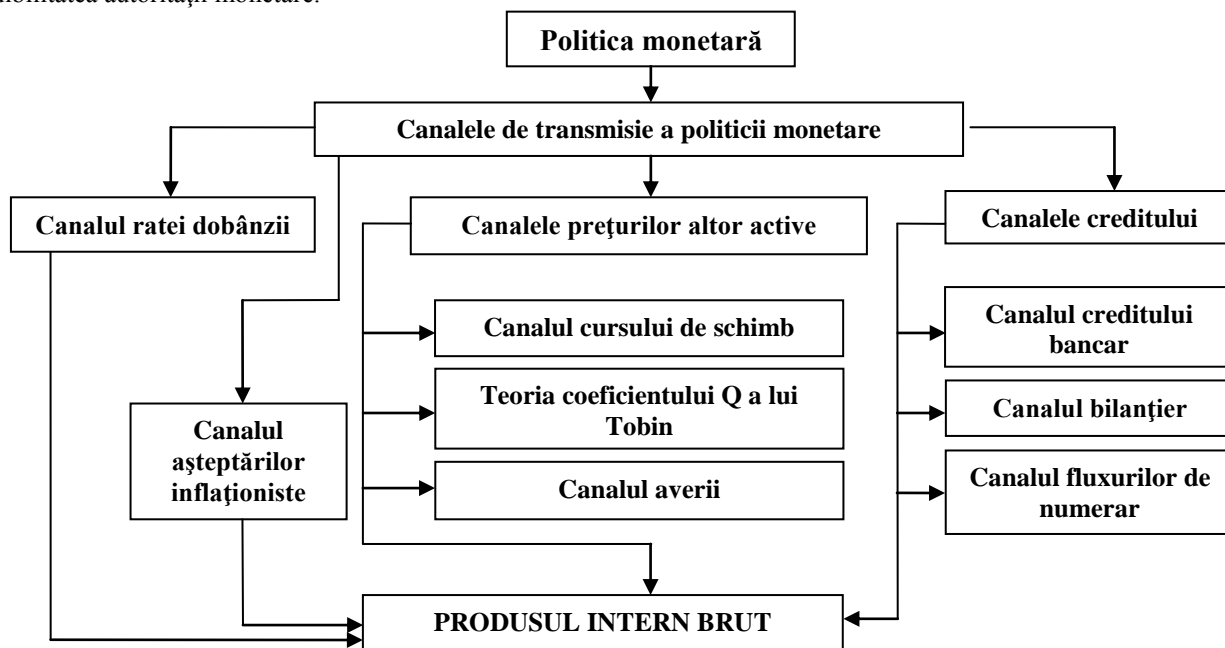 autorităţii monetare.
Politica monetară
Canalele de transmisie a politicii monetare
Canalul ratei dobânzii
Canalele preţurilor altor active
Canalele creditului
Canalul cursului de schimb
Canalul creditului
bancar
Teoria coeficientului Q a lui
Tobin
Canalul bilanţier
Canalul
aşteptărilor
inflaţioniste
Canalul averii
Canalul fluxurilor de
numerar
PRODUSUL INTERN BRUT